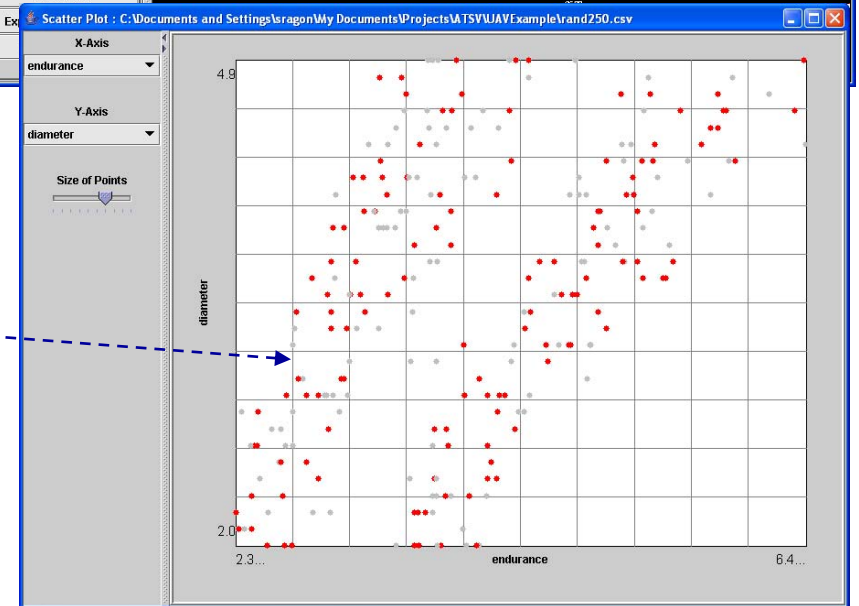 Ex
Scatter Plot : C:\Documents and Settings\sragon\My Documents\Projects\ATSV\UAVExample\rand250.csv
X-Axis
endurance
Y-Axis
diameter
Size of Points
4.9
diameter
2.0
2.3...
endurance
6.4...